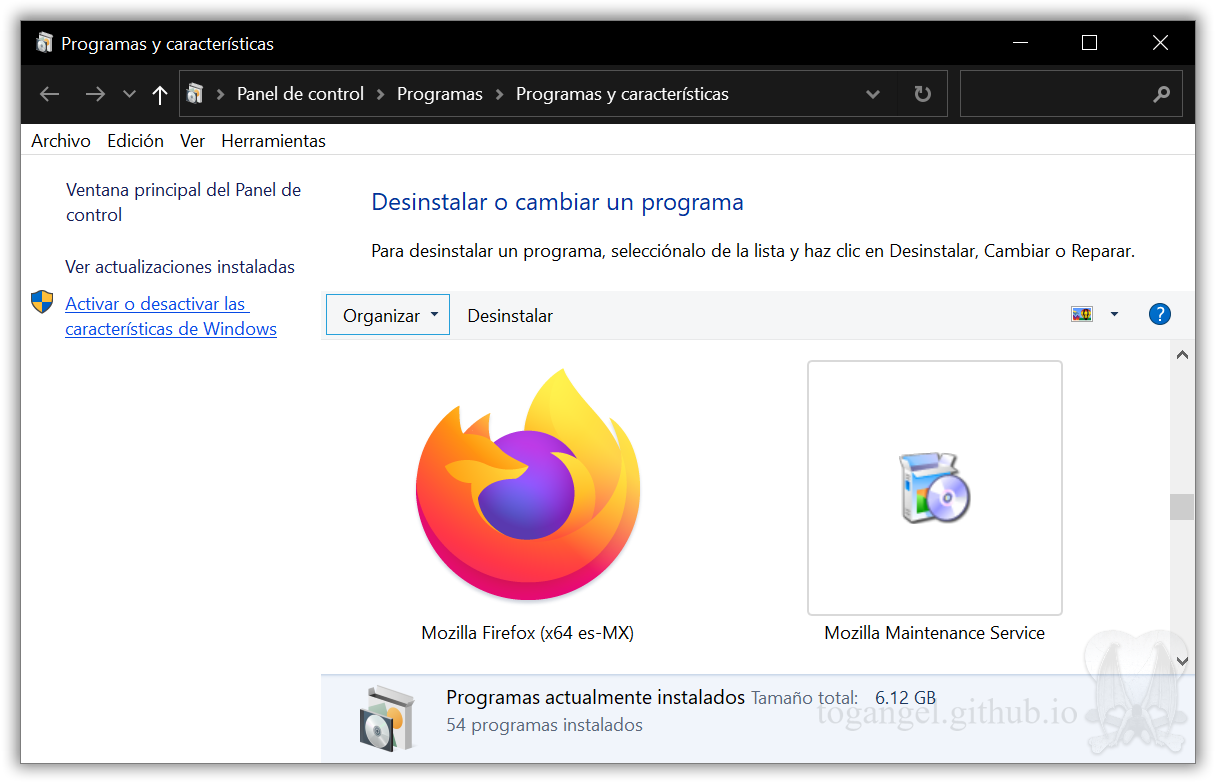 Programas y características
Panel de control > Programas > Programas y características
Archivo Edición Ver Herramientas
Ventana principal del Panel de
control
Ver actualizaciones instaladas
Activar o desactivar las
características de Windows
Desinstalar o cambiar un programa
Para desinstalar un programa, selecciónalo de la lista y haz clic en Desinstalar, Cambiar o Reparar.
Organizar Desinstalar
?
Mozilla Firefox (x64 es-MX)
Mozilla Maintenance Service
Programas actualmente instalados Tamaño total: 6.12 GB
54 programas instalados
togangel.github.io